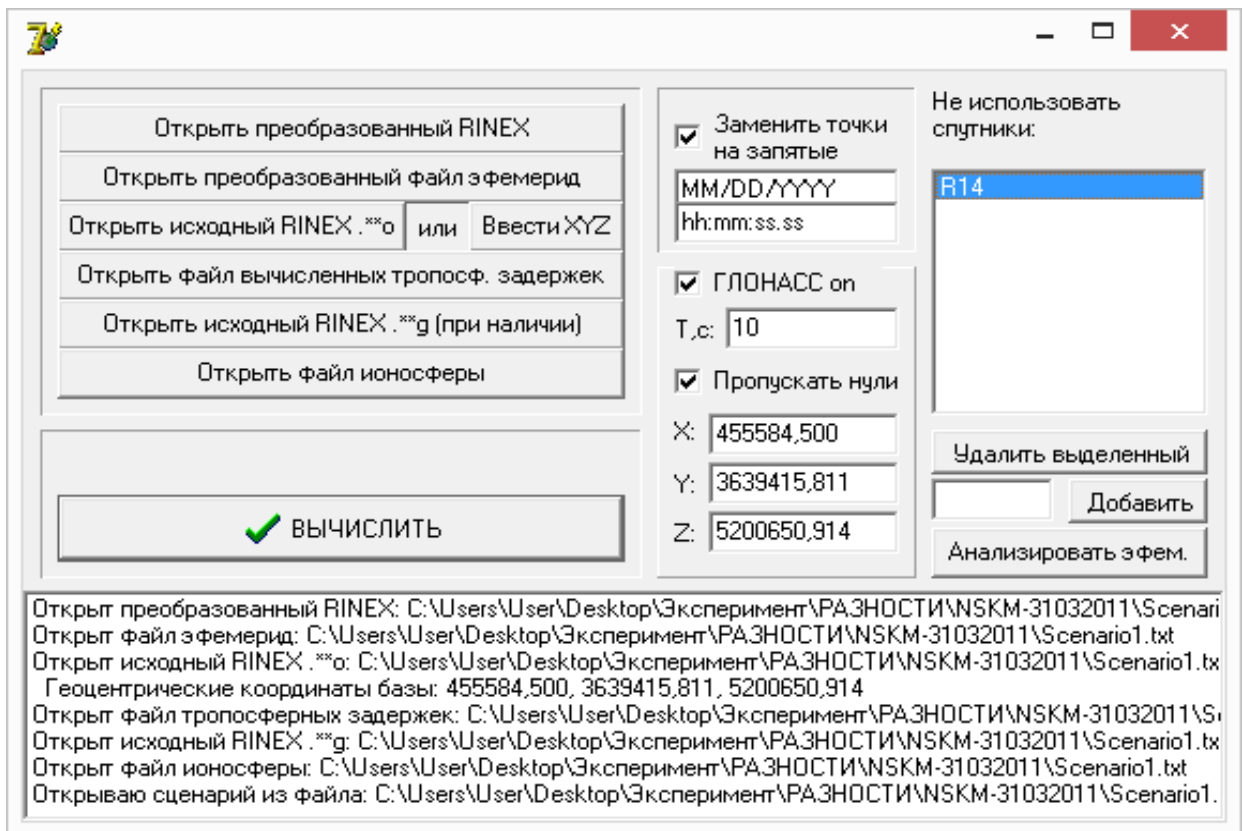 Открыть преобразованный RINEX
Открыть преобразованный файл эфемерид
Открыть исходный RINEX .**o или Ввести XYZ
Открыть файл вычисленных тропосф. задержек
Открыть исходный RINEX .**g (при наличии)
Открыть файл ионосферы
ВЫЧИСЛИТЬ
Заменить точки
на запятые
MM/DD/YYYY
hh:mm:ss.ss
ГЛОНАСС on
T,c: 10
Пропускать нули
X: 455584,500
Y: 3639415,811
Z: 5200650,914
Не использовать
спутники:
R14
Удалить выделенный
Добавить
Анализировать эфем.
Открыт преобразованный RINEX: C:\Users\User\Desktop\Эксперимент\РАЗНОСТИ\NSKM-31032011\Scenari
Открыт файл эфемерид: C:\Users\User\Desktop\Эксперимент\РАЗНОСТИ\NSKM-31032011\Scenario1.txt
Открыт исходный RINEX .**o: C:\Users\User\Desktop\Эксперимент\РАЗНОСТИ\NSKM-31032011\Scenario1.tx
Геоцентрические координаты базы: 455584,500, 3639415,811, 5200650,914
Открыт файл тропосферных задержек: C:\Users\User\Desktop\Эксперимент\РАЗНОСТИ\NSKM-31032011\S
Открыт исходный RINEX .**g: C:\Users\User\Desktop\Эксперимент\РАЗНОСТИ\NSKM-31032011\Scenario1.tx
Открыт файл ионосферы: C:\Users\User\Desktop\Эксперимент\РАЗНОСТИ\NSKM-31032011\Scenario1.txt
Открываю сценарий из файла: C:\Users\User\Desktop\Эксперимент\РАЗНОСТИ\NSKM-31032011\Scenario1.